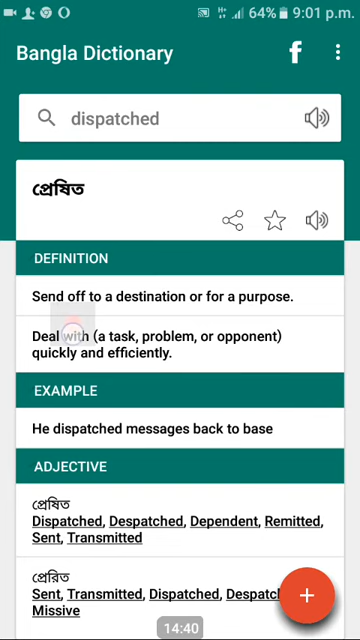 64% 9:01 p.m.
Bangla Dictionary
dispatched
প্রেষিত
DEFINITION
Send off to a destination or for a purpose.
Deal with (a task, problem, or opponent)
quickly and efficiently.
EXAMPLE
He dispatched messages back to base
ADJECTIVE
প্রেষিত
Dispatched, Despatched, Dependent, Remitted,
Sent, Transmitted
প্রেরিত
Sent, Transmitted, Dispatched,
Missive
14:40